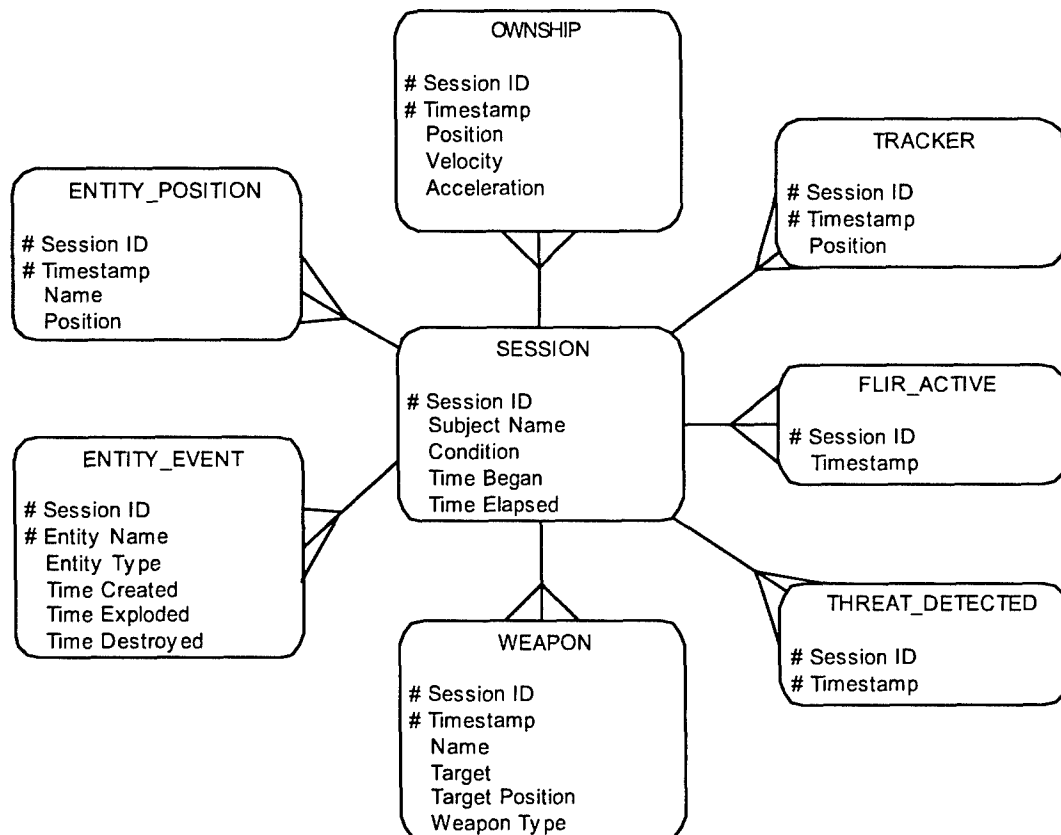 OWNSHIP
# Session ID
# Timestamp
Position
Velocity
Acceleration
TRACKER
# Session ID
# Timestamp
Position
ENTITY_POSITION
# Session ID
# Timestamp
Name
Position
SESSION
# Session ID
Subject Name
Condition
Time Began
Time Elapsed
FLIR_ACTIVE
# Session ID
Timestamp
ENTITY_EVENT
# Session ID
# Entity Name
Entity Type
Time Created
Time Exploded
Time Destroyed
THREAT_DETECTED
# Session ID
# Timestamp
WEAPON
# Session ID
# Timestamp
Name
Target
Target Position
Weapon Type